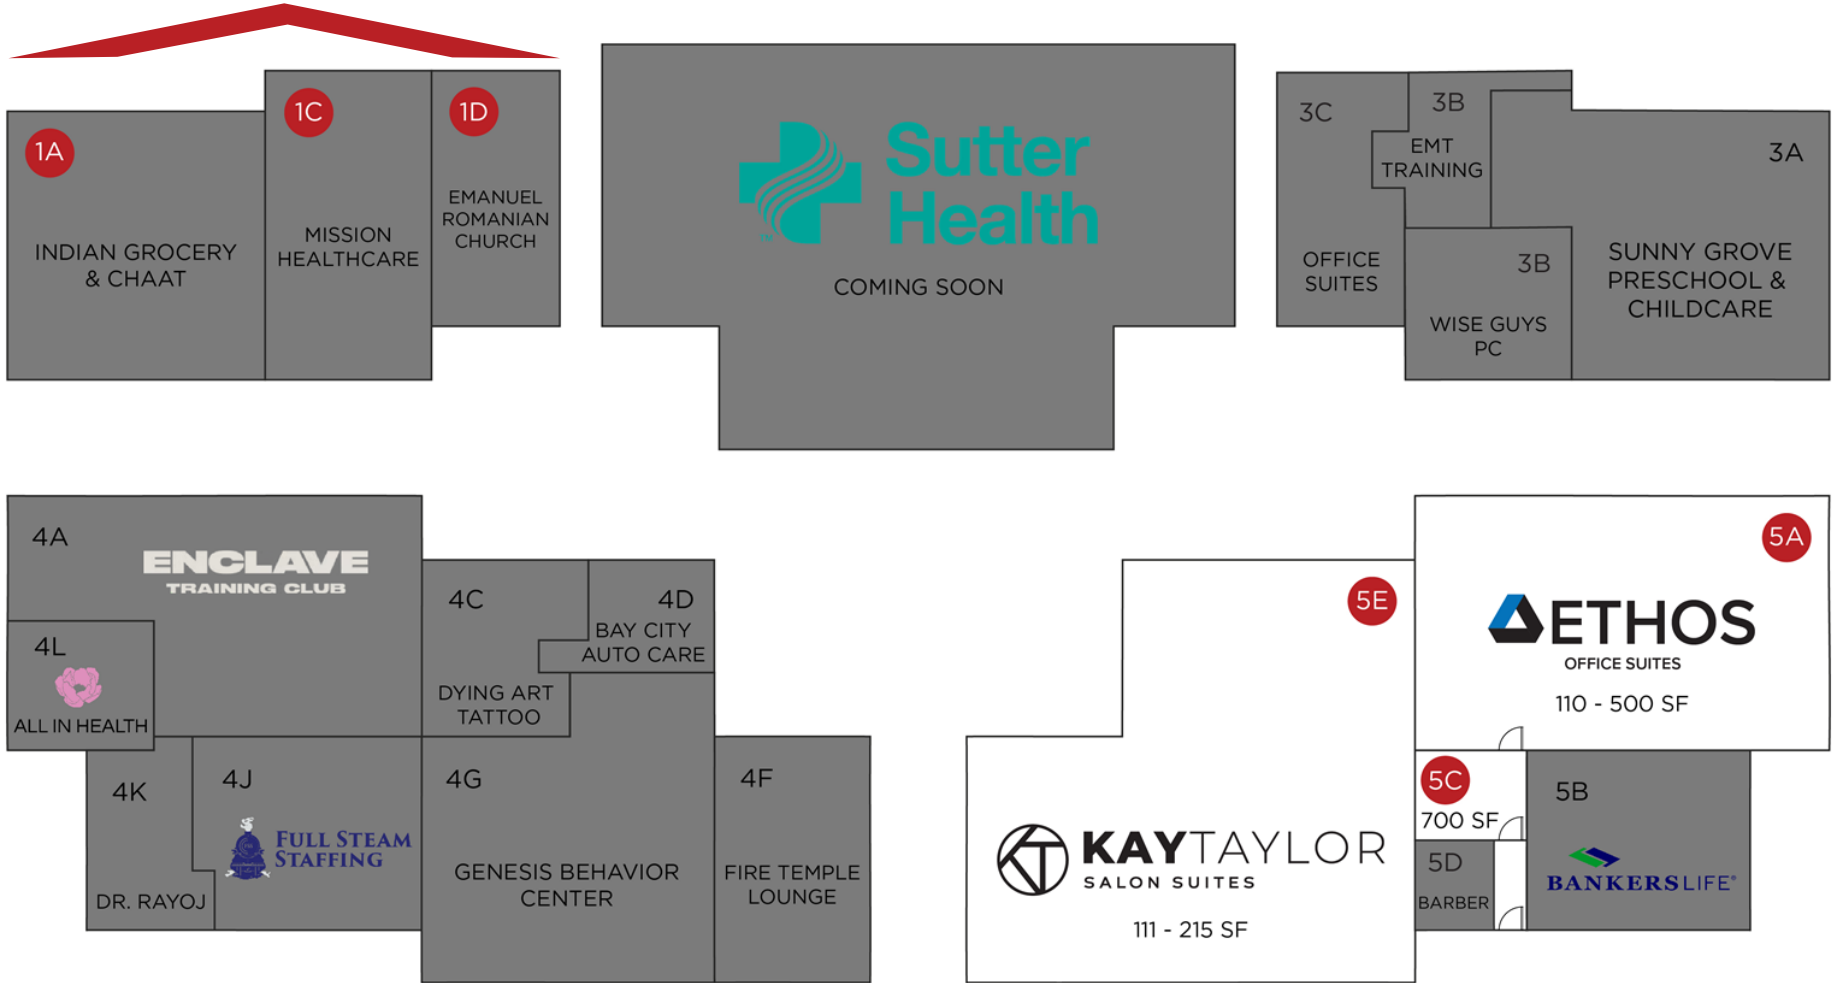 1A
INDIAN GROCERY
& CHAAT
1C
MISSION
HEALTHCARE
1D
EMANUEL
ROMANIAN
CHURCH
Sutter
Health
COMING SOON
3C
OFFICE
SUITES
3B
EMT
TRAINING
3B
WISE GUYS
PC
3A
SUNNY GROVE
PRESCHOOL &
CHILDCARE
4A
ENCLAVE
TRAINING CLUB
4L
ALL IN HEALTH
4C
DYING ART
TATTOO
4D
BAY CITY
AUTO CARE
4K
DR. RAYOJ
4J
FULL STEAM
STAFFING
4G
GENESIS BEHAVIOR
CENTER
4F
FIRE TEMPLE
LOUNGE
5E
KT
KAYTAYLOR
SALON SUITES
111 - 215 SF
5A
ETHOS
OFFICE SUITES
110 - 500 SF
5C
700 SF
5D
BARBER
5B
BANKERS LIFE®